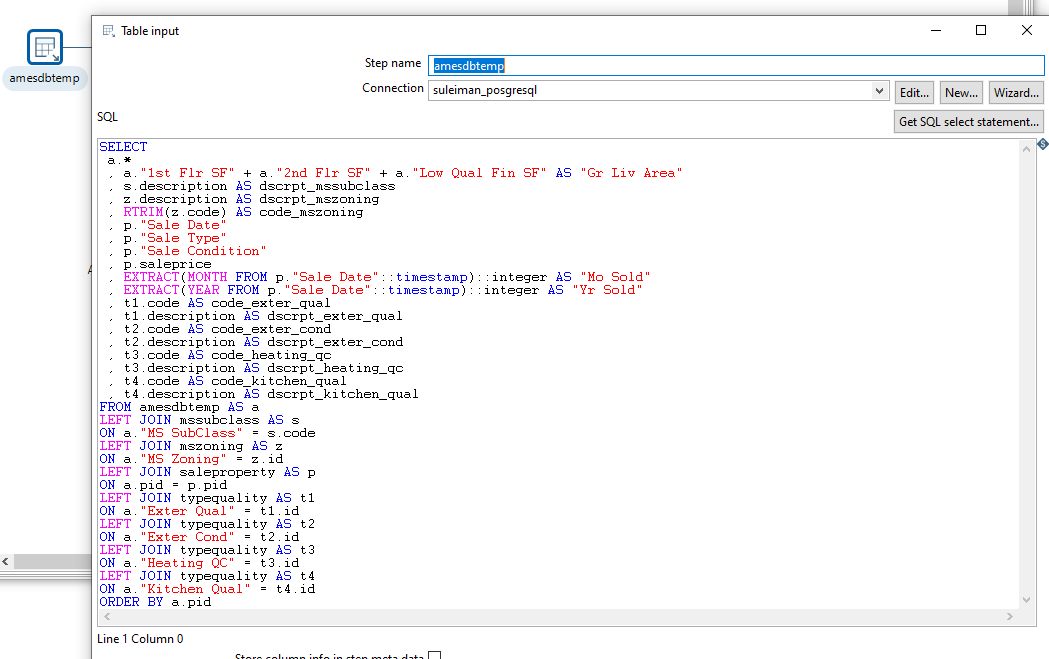 Table input
amesdbtemp
Step name amesdbtemp
Connection suleiman_posgresql Edit... New... Wizard...
SQL
Get SQL select statement...
SELECT
a.*
, a."1st Flr SF" + a."2nd Flr SF" + a."Low Qual Fin SF" AS "Gr Liv Area"
, s.description AS dscrpt_mssubclass
, z.description AS dscrpt_mszoning
, RTRIM(z.code) AS code_mszoning
, p."Sale Date"
, p."Sale Type"
, p."Sale Condition"
, p.saleprice
, EXTRACT(MONTH FROM p."Sale Date"::timestamp)::integer AS "Mo Sold"
, EXTRACT(YEAR FROM p."Sale Date"::timestamp)::integer AS "Yr Sold"
, t1.code AS code_exter_qual
, t1.description AS dscrpt_exter_qual
, t2.code AS code_exter_cond
, t2.description AS dscrpt_exter_cond
, t3.code AS code_heating_qc
, t3.description AS dscrpt_heating_qc
, t4.code AS code_kitchen_qual
, t4.description AS dscrpt_kitchen_qual
FROM amesdbtemp AS a
LEFT JOIN mssubclass AS s
ON a."MS SubClass" = s.code
LEFT JOIN mszoning AS z
ON a."MS Zoning" = z.id
LEFT JOIN saleproperty AS p
ON a.pid = p.pid
LEFT JOIN typequality AS t1
ON a."Exter Qual" = t1.id
LEFT JOIN typequality AS t2
ON a."Exter Cond" = t2.id
LEFT JOIN typequality AS t3
ON a."Heating QC" = t3.id
LEFT JOIN typequality AS t4
ON a."Kitchen Qual" = t4.id
ORDER BY a.pid
Line 1 Column 0
Store column info in step meta data